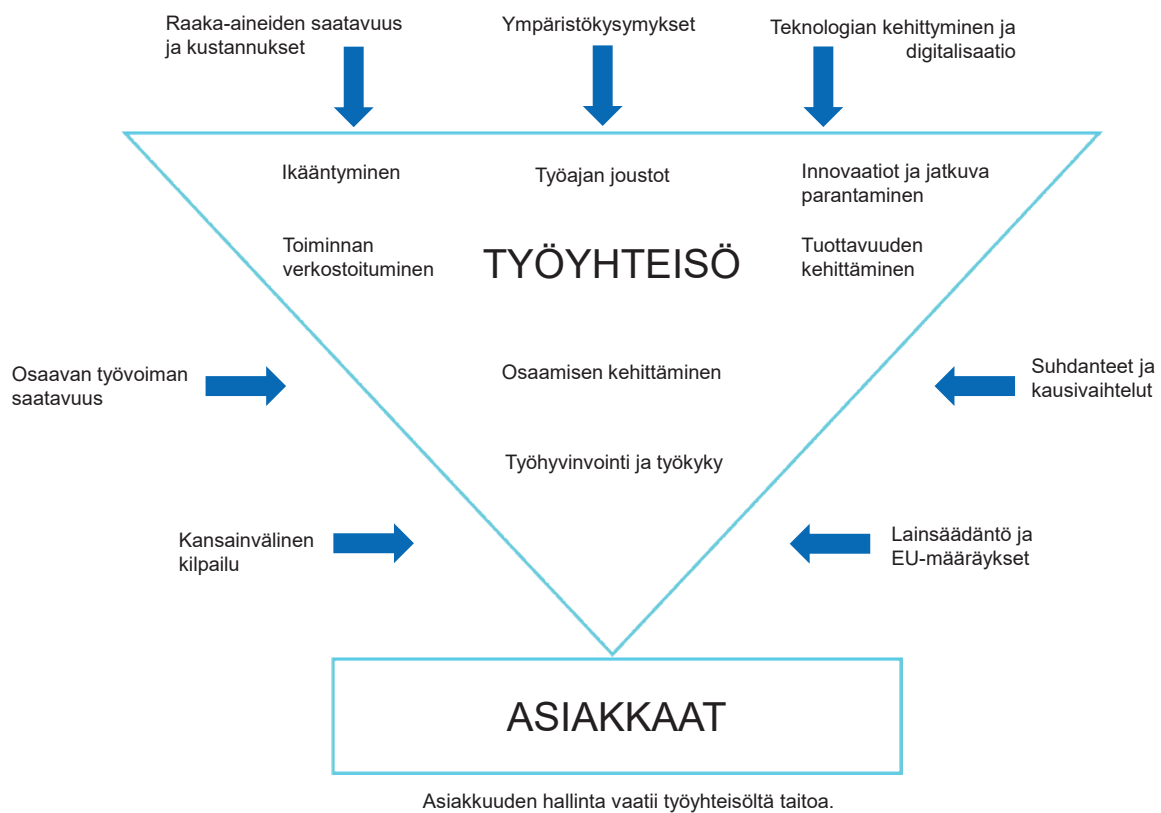 Raaka-aineiden saatavuus
ja kustannukset
Ympäristökysymykset
Teknologian kehittyminen ja
digitalisaatio
Ikääntyminen
Työajan joustot
Innovaatiot ja jatkuva
parantaminen
Toiminnan
verkostoituminen
TYÖYHTEISÖ
Tuottavuuden
kehittäminen
Osaavan työvoiman
saatavuus
Osaamisen kehittäminen
Suhdanteet ja
kausivaihtelut
Työhyvinvointi ja työkyky
Kansainvälinen
kilpailu
Lainsäädäntö ja
EU-määräykset
ASIAKKAAT
Asiakkuuden hallinta vaatii työyhteisöltä taitoa.